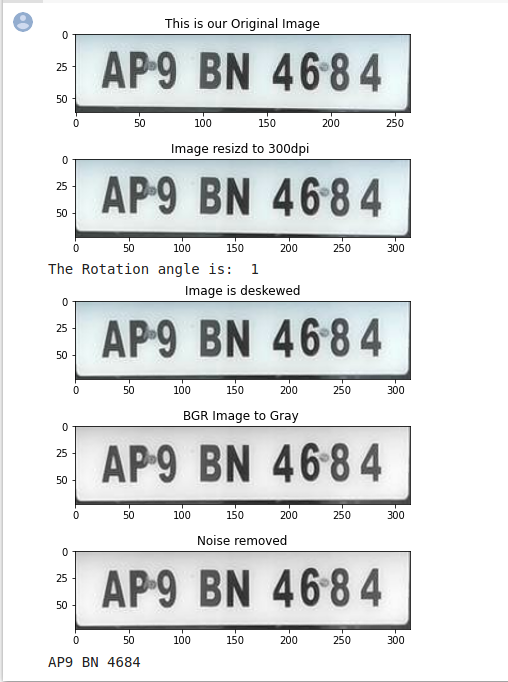 This is our Original Image
0
25
50
AP9 BN 4684
0 50 100 150 200 250
Image resizd to 300dpi
0
25
50
AP9 BN 4684
0 50 100 150 200 250 300
The Rotation angle is: 1
Image is deskewed
0
25
50
AP9 BN 4684
0 50 100 150 200 250 300
BGR Image to Gray
0
25
50
AP9 BN 4684
0 50 100 150 200 250 300
Noise removed
0
25
50
AP9 BN 4684
0 50 100 150 200 250 300
AP9 BN 4684